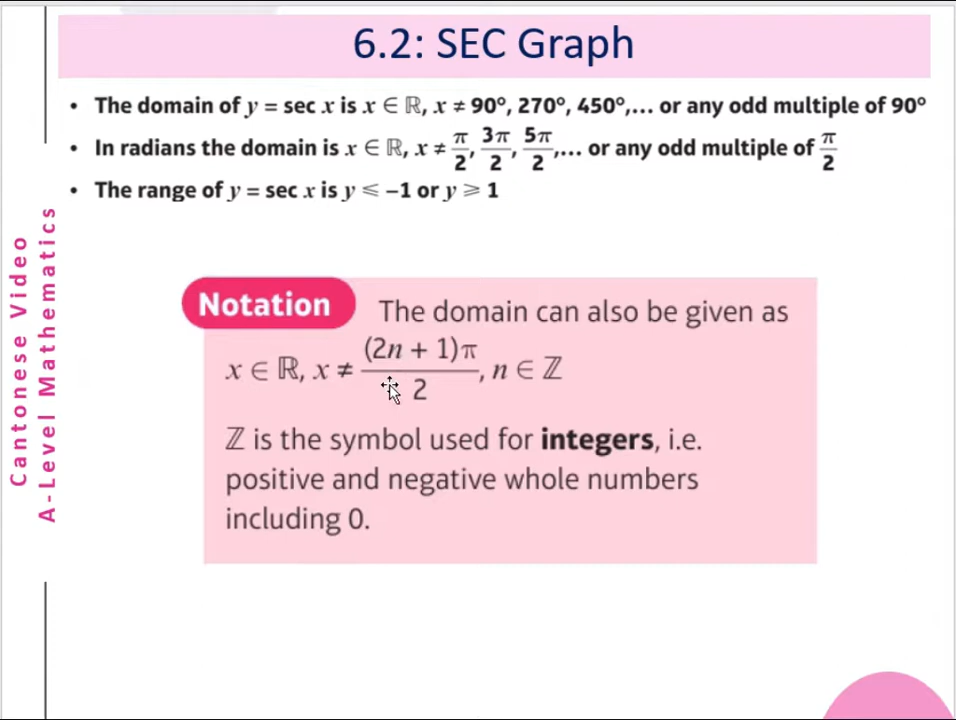 6.2: SEC Graph
• The domain of y = sec x is x ∈ ℝ, x ≠ 90°, 270°, 450°,... or any odd multiple of 90°
• In radians the domain is x ∈ ℝ, x ≠ π/2, 3π/2, 5π/2,... or any odd multiple of π/2
• The range of y = sec x is y ⩽ −1 or y ⩾ 1
Cantonese Video
A-Level Mathematics
Notation The domain can also be given as
x ∈ ℝ, x ≠ (2n + 1)π/2, n ∈ ℤ
ℤ is the symbol used for integers, i.e.
positive and negative whole numbers
including 0.